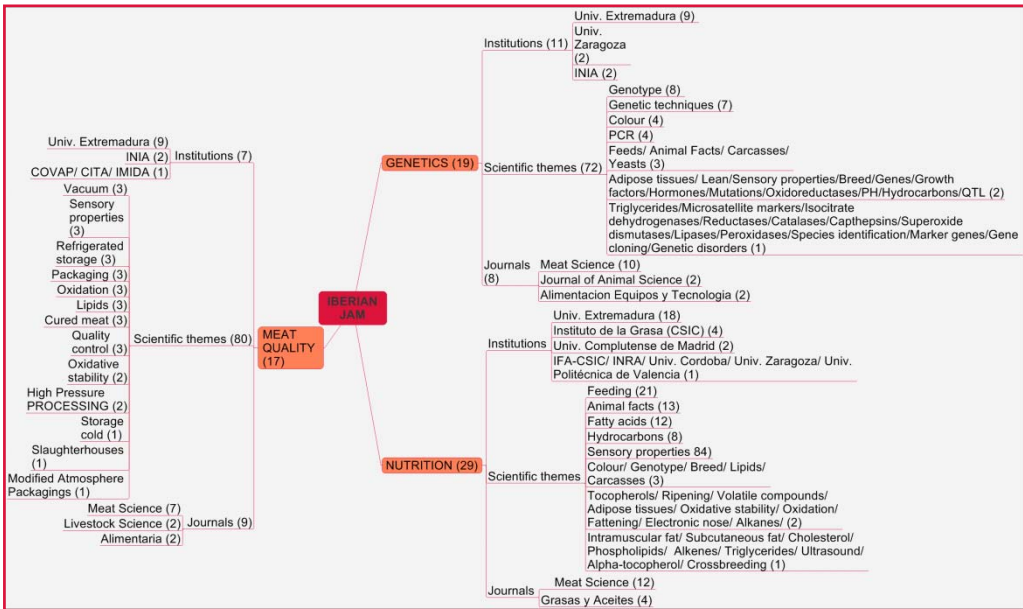 IBERIAN
JAM
GENETICS (19)
Institutions (11)
Univ. Extremadura (9)
Univ.
Zaragoza
(2)
INIA (2)
Scientific themes (72)
Genotype (8)
Genetic techniques (7)
Colour (4)
PCR (4)
Feeds/ Animal Facts/ Carcasses/
Yeasts (3)
Adipose tissues/ Lean/Sensory properties/Breed/Genes/Growth
factors/Hormones/Mutations/Oxidoreductases/PH/Hydrocarbons/QTL (2)
Triglycerides/Microsatellite markers/Isocitrate
dehydrogenases/Reductases/Catalases/Capthepsins/Superoxide
dismutases/Lipases/Peroxidases/Species identification/Marker genes/Gene
cloning/Genetic disorders (1)
Journals
(8)
Meat Science (10)
Journal of Animal Science (2)
Alimentacion Equipos y Tecnologia (2)
NUTRITION (29)
Institutions
Univ. Extremadura (18)
Instituto de la Grasa (CSIC) (4)
Univ. Complutense de Madrid (2)
IFA-CSIC/ INRA/ Univ. Cordoba/ Univ. Zaragoza/ Univ.
Politécnica de Valencia (1)
Scientific themes
Feeding (21)
Animal facts (13)
Fatty acids (12)
Hydrocarbons (8)
Sensory properties 84)
Colour/ Genotype/ Breed/ Lipids/
Carcasses (3)
Tocopherols/ Ripening/ Volatile compounds/
Adipose tissues/ Oxidative stability/ Oxidation/
Fattening/ Electronic nose/ Alkanes/ (2)
Intramuscular fat/ Subcutaneous fat/ Cholesterol/
Phospholipids/ Alkenes/ Triglycerides/ Ultrasound/
Alpha-tocopherol/ Crossbreeding (1)
Journals
Meat Science (12)
Grasas y Aceites (4)
MEAT
QUALITY
(17)
Institutions (7)
Univ. Extremadura (9)
INIA (2)
COVAP/ CITA/ IMIDA (1)
Scientific themes (80)
Vacuum (3)
Sensory
properties
(3)
Refrigerated
storage (3)
Packaging (3)
Oxidation (3)
Lipids (3)
Cured meat (3)
Quality
control (3)
Oxidative
stability (2)
High Pressure
PROCESSING (2)
Storage
cold (1)
Slaughterhouses
(1)
Modified Atmosphere
Packagings (1)
Journals (9)
Meat Science (7)
Livestock Science (2)
Alimentaria (2)